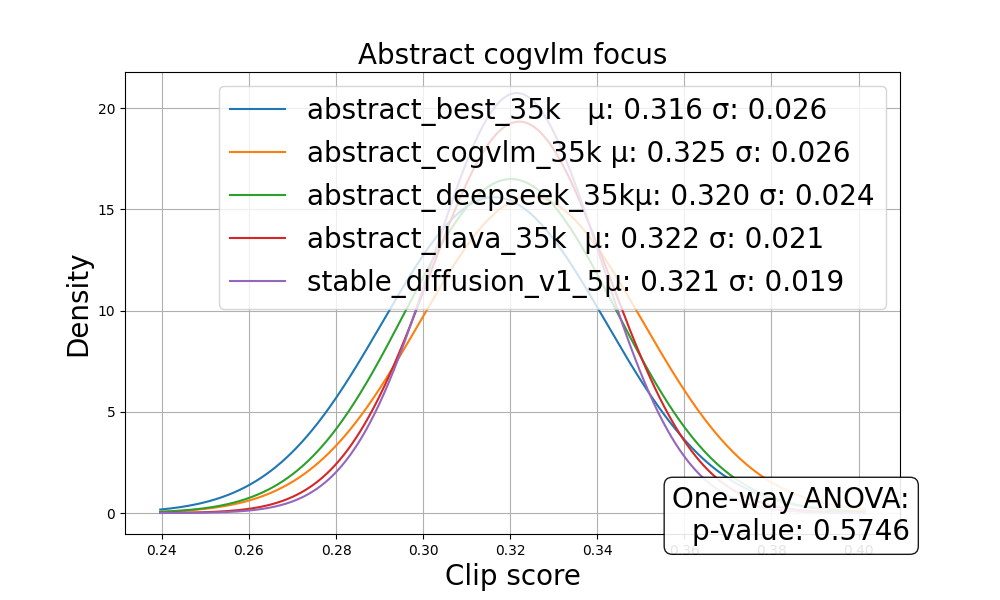 Abstract cogvlm focus
abstract_best_35k μ: 0.316 σ: 0.026
abstract_cogvlm_35k μ: 0.325 σ: 0.026
abstract_deepseek_35kμ: 0.320 σ: 0.024
abstract_llava_35k μ: 0.322 σ: 0.021
stable_diffusion_v1_5μ: 0.321 σ: 0.019
20
15
10
5
0
Density
One-way ANOVA:
p-value: 0.5746
0.24 0.26 0.28 0.30 0.32 0.34 0.36 0.38 0.40
Clip score